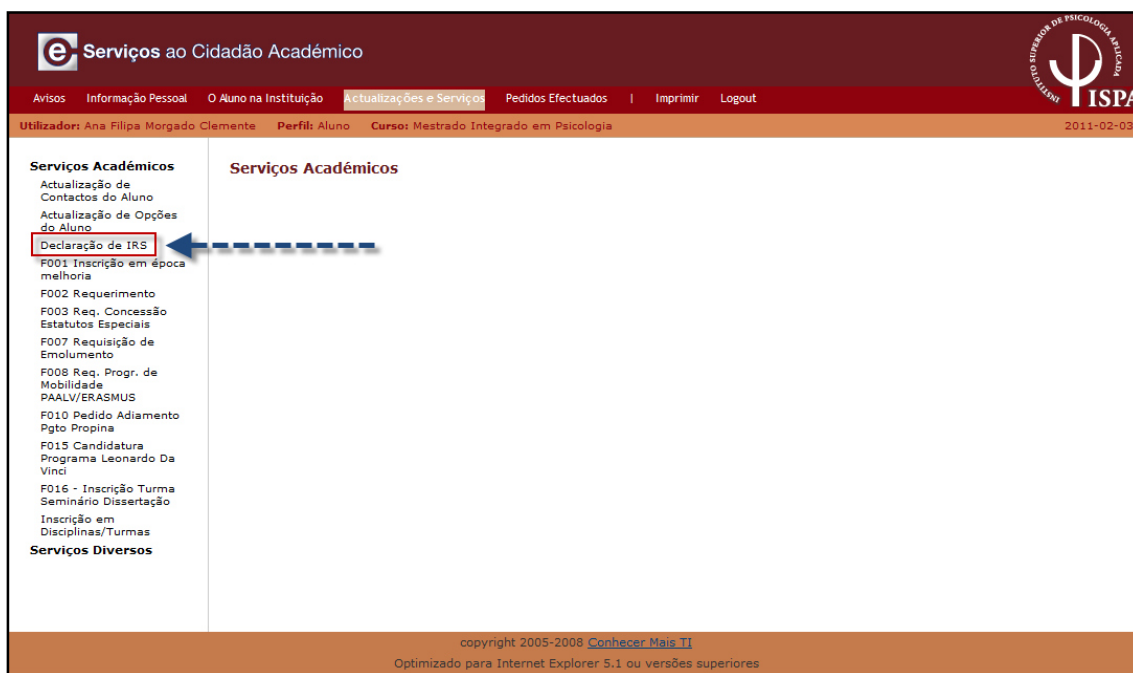 e Serviços ao Cidadão Académico
INSTITUTO SUPERIOR DE PSICOLOGIA APLICADA
ISPA
Avisos Informação Pessoal O Aluno na Instituição Actualizações e Serviços Pedidos Efectuados | Imprimir Logout
Utilizador: Ana Filipa Morgado Clemente Perfil: Aluno Curso: Mestrado Integrado em Psicologia 2011-02-03
Serviços Académicos
Actualização de
Contactos do Aluno
Actualização de Opções
do Aluno
Declaração de IRS
F001 Inscrição em época
melhoria
F002 Requerimento
F003 Req. Concessão
Estatutos Especiais
F007 Requisição de
Emolumento
F008 Req. Progr. de
Mobilidade
PAALV/ERASMUS
F010 Pedido Adiamento
Pgto Propina
F015 Candidatura
Programa Leonardo Da
Vinci
F016 - Inscrição Turma
Seminário Dissertação
Inscrição em
Disciplinas/Turmas
Serviços Diversos
Serviços Académicos
copyright 2005-2008 Conhecer Mais TI
Optimizado para Internet Explorer 5.1 ou versões superiores